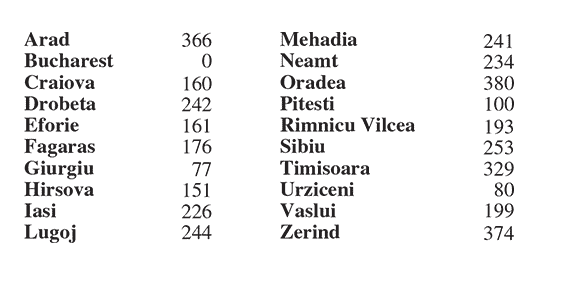 Arad 366 Mehadia 241
Bucharest 0 Neamt 234
Craiova 160 Oradea 380
Drobeta 242 Pitesti 100
Eforie 161 Rimnicu Vilcea 193
Fagaras 176 Sibiu 253
Giurgiu 77 Timisoara 329
Hirsova 151 Urziceni 80
Iasi 226 Vaslui 199
Lugoj 244 Zerind 374